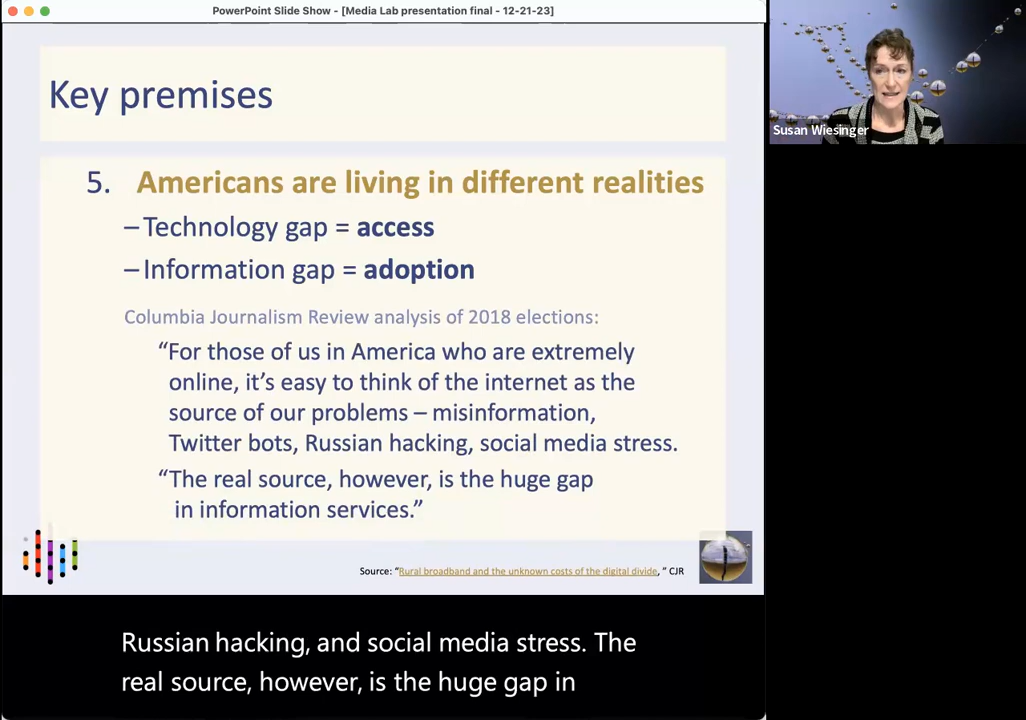 PowerPoint Slide Show - [Media Lab presentation final - 12-21-23]
Key premises
5. Americans are living in different realities
– Technology gap = access
– Information gap = adoption
Columbia Journalism Review analysis of 2018 elections:
“For those of us in America who are extremely
online, it’s easy to think of the internet as the
source of our problems – misinformation,
Twitter bots, Russian hacking, social media stress.
“The real source, however, is the huge gap
in information services.”
Source: “Rural broadband and the unknown costs of the digital divide, ” CJR
Susan Wiesinger
Russian hacking, and social media stress. The
real source, however, is the huge gap in